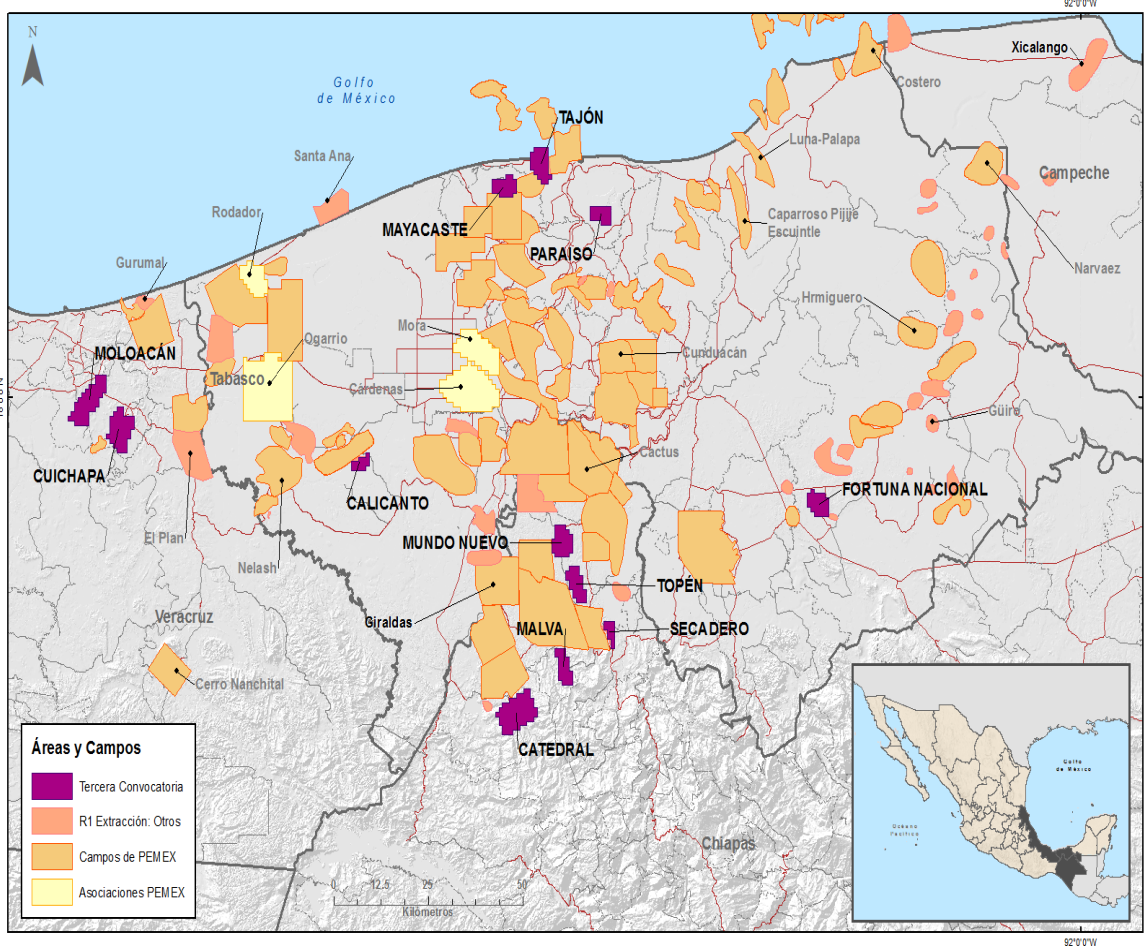 92°0'0"W
N
Xicalango
Golfo
de México
Costero
TAJÓN
Luna-Palapa
Santa Ana
Campeche
Rodador
MAYACASTE
Caparroso Pijije
Escuintle
PARAISO
Gurumal
Narvaez
Hrmiguero
Mora
Ogarrio
MOLOACÁN
Cunduacán
Tabasco
Cárdenas
Güiro
Cactus
CUICHAPA
CALICANTO
FORTUNA NACIONAL
El Plan
MUNDO NUEVO
Nelash
TOPÉN
Veracruz
Giraldas
MALVA
SECADERO
Cerro Nanchital
CATEDRAL
Áreas y Campos
Tercera Convocatoria
R1 Extracción: Otros
Campos de PEMEX
Asociaciones PEMEX
Chiapas
0 12.5 25 50
Kilómetros
Golfo
de México
Océano
Pacífico
92°0'0"W